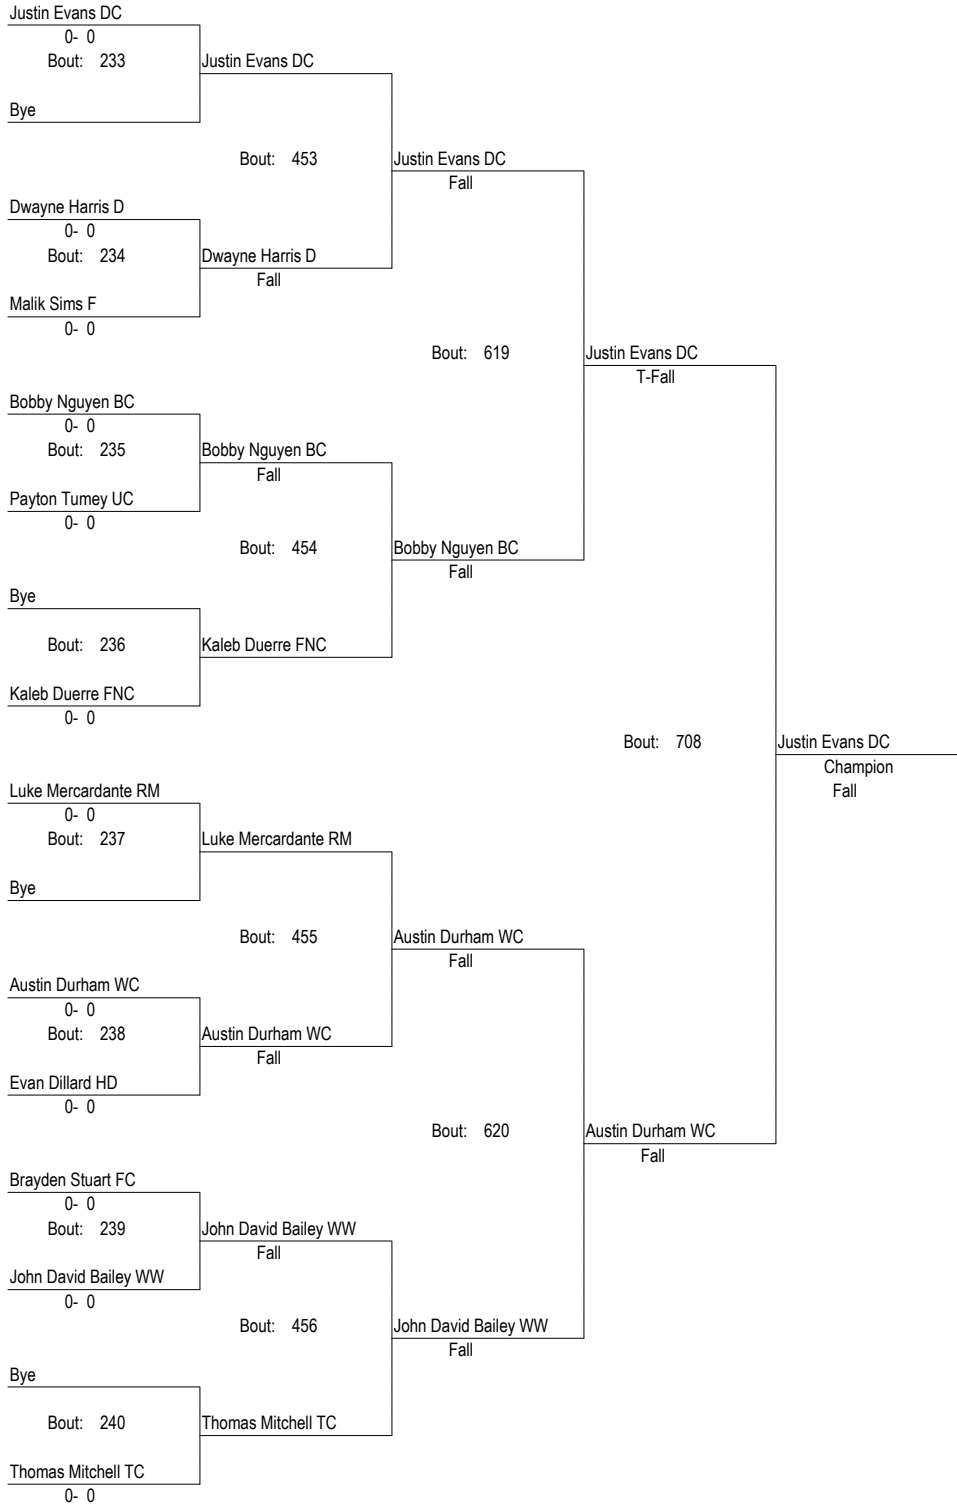 Justin Evans DC
0- 0
Bout: 233
Justin Evans DC
Bye
Bout: 453
Justin Evans DC
Fall
Dwayne Harris D
0- 0
Bout: 234
Dwayne Harris D
Fall
Malik Sims F
0- 0
Bout: 619
Justin Evans DC
T-Fall
Bobby Nguyen BC
0- 0
Bout: 235
Bobby Nguyen BC
Fall
Payton Tumey UC
0- 0
Bout: 454
Bobby Nguyen BC
Fall
Bye
Bout: 236
Kaleb Duerre FNC
Kaleb Duerre FNC
0- 0
Bout: 708
Justin Evans DC
Champion
Fall
Luke Mercardante RM
0- 0
Bout: 237
Luke Mercardante RM
Bye
Bout: 455
Austin Durham WC
Fall
Austin Durham WC
0- 0
Bout: 238
Austin Durham WC
Fall
Evan Dillard HD
0- 0
Bout: 620
Austin Durham WC
Fall
Brayden Stuart FC
0- 0
Bout: 239
John David Bailey WW
Fall
John David Bailey WW
0- 0
Bout: 456
John David Bailey WW
Fall
Bye
Bout: 240
Thomas Mitchell TC
Thomas Mitchell TC
0- 0